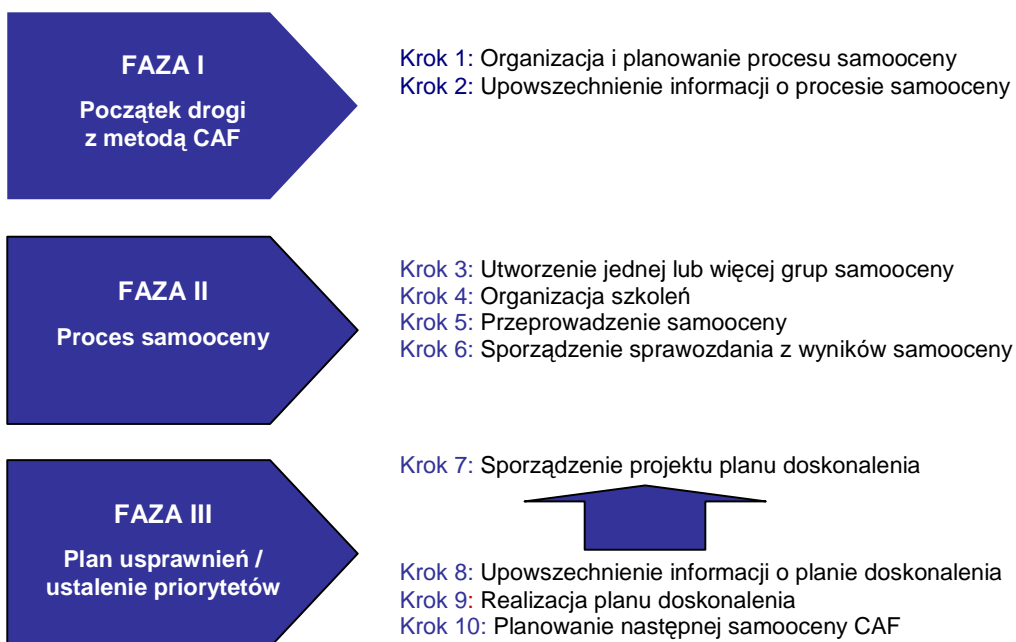 FAZA I
Początek drogi
z metodą CAF
Krok 1: Organizacja i planowanie procesu samooceny
Krok 2: Upowszechnienie informacji o procesie samooceny
FAZA II
Proces samooceny
Krok 3: Utworzenie jednej lub więcej grup samooceny
Krok 4: Organizacja szkoleń
Krok 5: Przeprowadzenie samooceny
Krok 6: Sporządzenie sprawozdania z wyników samooceny
FAZA III
Plan usprawnień /
ustalenie priorytetów
Krok 7: Sporządzenie projektu planu doskonalenia
Krok 8: Upowszechnienie informacji o planie doskonalenia
Krok 9: Realizacja planu doskonalenia
Krok 10: Planowanie następnej samooceny CAF